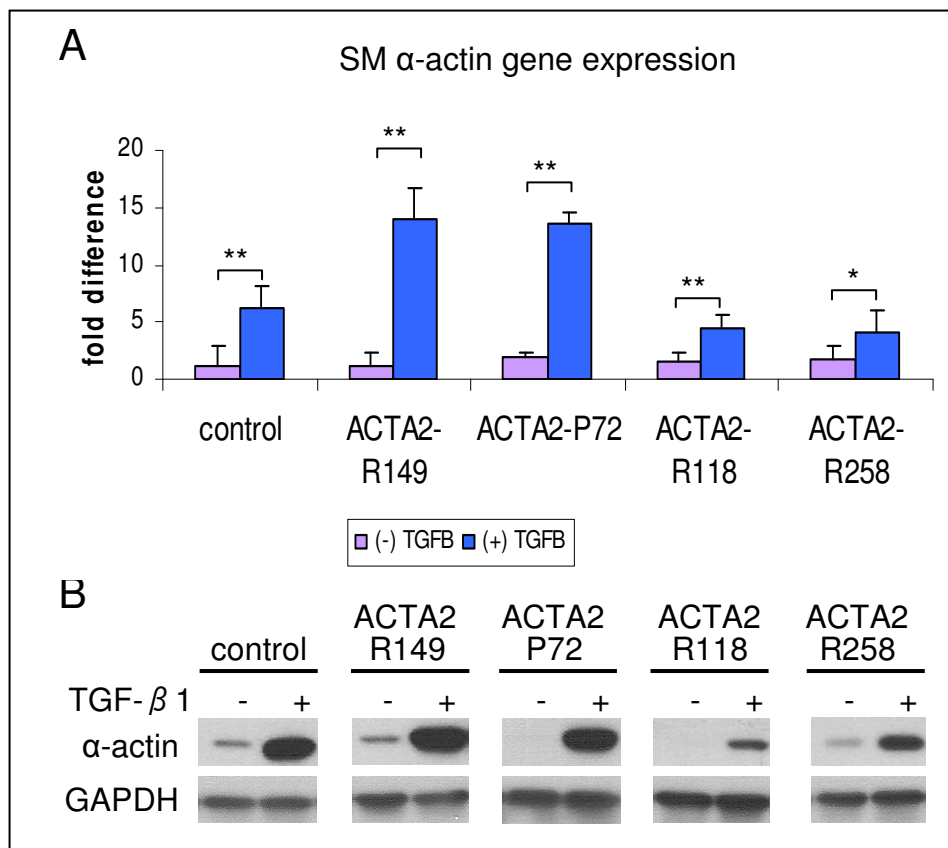 A
SM α-actin gene expression
fold difference
20
15
10
5
0
**
**
**
**
*
control
ACTA2-
R149
ACTA2-P72
ACTA2-
R118
ACTA2-
R258
(-) TGFB (+) TGFB
B
control
ACTA2
R149
ACTA2
P72
ACTA2
R118
ACTA2
R258
TGF-β1 - + - + - + - + - +
α-actin
GAPDH